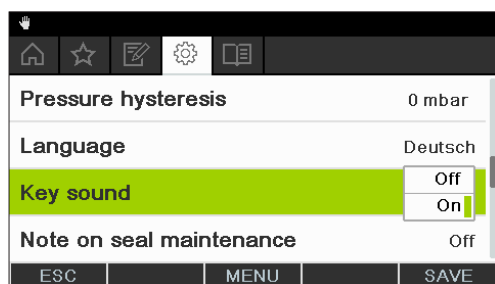 Pressure hysteresis 0 mbar
Language Deutsch
Key sound Off
On
Note on seal maintenance Off
ESC MENU SAVE